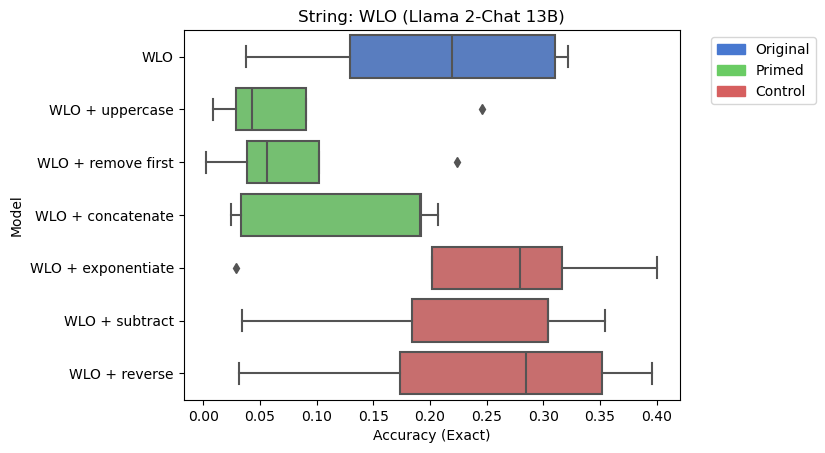 String: WLO (Llama 2-Chat 13B)
WLO
WLO + uppercase
WLO + remove first
WLO + concatenate
WLO + exponentiate
WLO + subtract
WLO + reverse
Model
0.00 0.05 0.10 0.15 0.20 0.25 0.30 0.35 0.40
Accuracy (Exact)
Original
Primed
Control